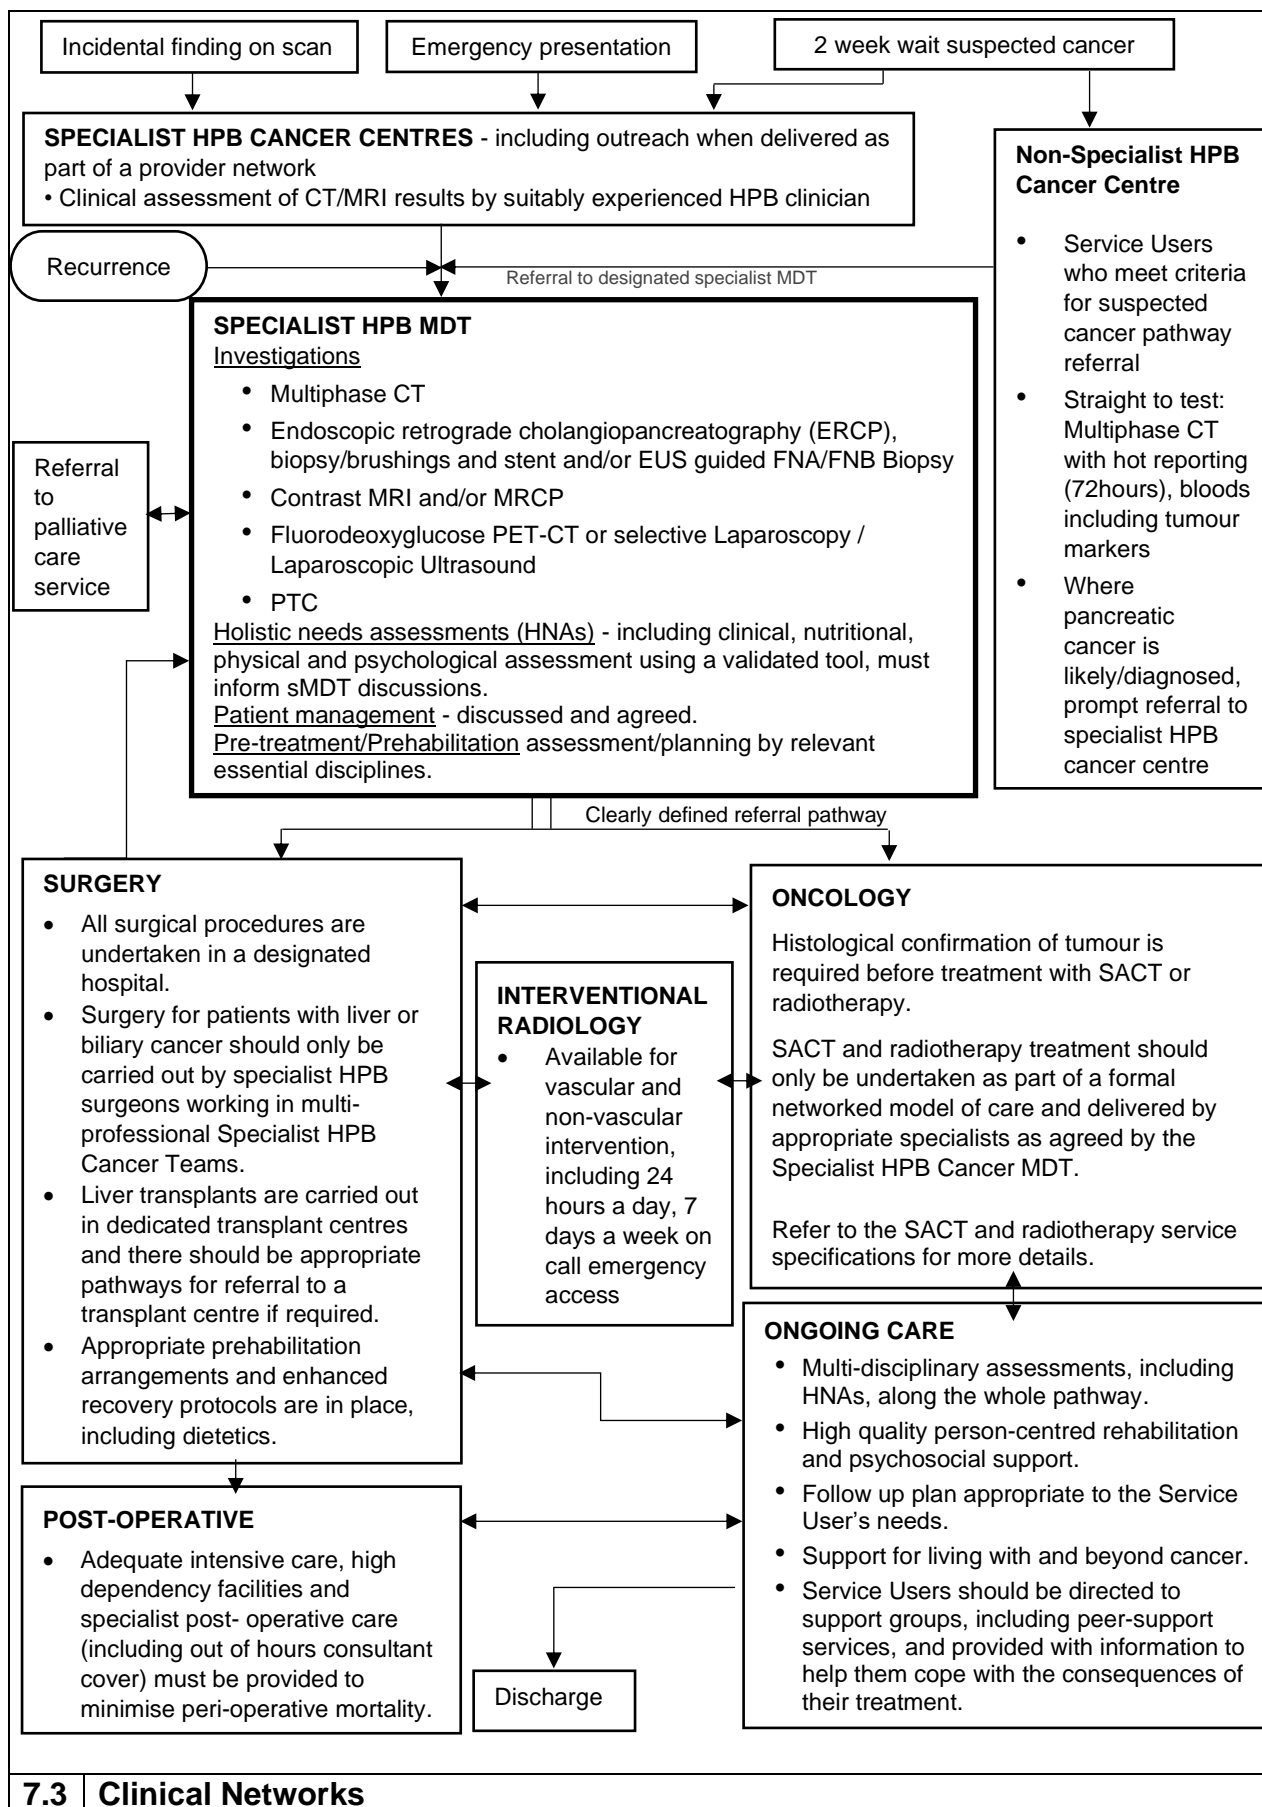 Incidental finding on scan
Emergency presentation
2 week wait suspected cancer
SPECIALIST HPB CANCER CENTRES - including outreach when delivered as
part of a provider network
• Clinical assessment of CT/MRI results by suitably experienced HPB clinician
Non-Specialist HPB
Cancer Centre
• Service Users
who meet criteria
for suspected
cancer pathway
referral
• Straight to test:
Multiphase CT
with hot reporting
(72hours), bloods
including tumour
markers
• Where
pancreatic
cancer is
likely/diagnosed,
prompt referral to
specialist HPB
cancer centre
Recurrence
Referral to designated specialist MDT
SPECIALIST HPB MDT
Investigations
• Multiphase CT
• Endoscopic retrograde cholangiopancreatography (ERCP),
biopsy/brushings and stent and/or EUS guided FNA/FNB Biopsy
• Contrast MRI and/or MRCP
• Fluorodeoxyglucose PET-CT or selective Laparoscopy /
Laparoscopic Ultrasound
• PTC
Holistic needs assessments (HNAs) - including clinical, nutritional,
physical and psychological assessment using a validated tool, must
inform sMDT discussions.
Patient management - discussed and agreed.
Pre-treatment/Prehabilitation assessment/planning by relevant
essential disciplines.
Referral
to
palliative
care
service
Clearly defined referral pathway
SURGERY
• All surgical procedures are
undertaken in a designated
hospital.
• Surgery for patients with liver or
biliary cancer should only be
carried out by specialist HPB
surgeons working in multi-
professional Specialist HPB
Cancer Teams.
• Liver transplants are carried out
in dedicated transplant centres
and there should be appropriate
pathways for referral to a
transplant centre if required.
• Appropriate prehabilitation
arrangements and enhanced
recovery protocols are in place,
including dietetics.
INTERVENTIONAL
RADIOLOGY
• Available for
vascular and
non-vascular
intervention,
including 24
hours a day, 7
days a week on
call emergency
access
ONCOLOGY
Histological confirmation of tumour is
required before treatment with SACT or
radiotherapy.
SACT and radiotherapy treatment should
only be undertaken as part of a formal
networked model of care and delivered by
appropriate specialists as agreed by the
Specialist HPB Cancer MDT.
Refer to the SACT and radiotherapy service
specifications for more details.
POST-OPERATIVE
• Adequate intensive care, high
dependency facilities and
specialist post- operative care
(including out of hours consultant
cover) must be provided to
minimise peri-operative mortality.
ONGOING CARE
• Multi-disciplinary assessments, including
HNAs, along the whole pathway.
• High quality person-centred rehabilitation
and psychosocial support.
• Follow up plan appropriate to the Service
User’s needs.
• Support for living with and beyond cancer.
• Service Users should be directed to
support groups, including peer-support
services, and provided with information to
help them cope with the consequences of
their treatment.
Discharge
7.3 Clinical Networks